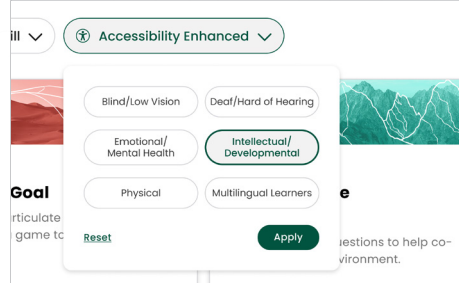 ill
Accessibility Enhanced
Blind/Low Vision
Deaf/Hard of Hearing
Emotional/
Mental Health
Intellectual/
Developmental
Physical
Multilingual Learners
Reset
Apply
Goal
rticulate
game to
e
uestions to help co-
vironment.